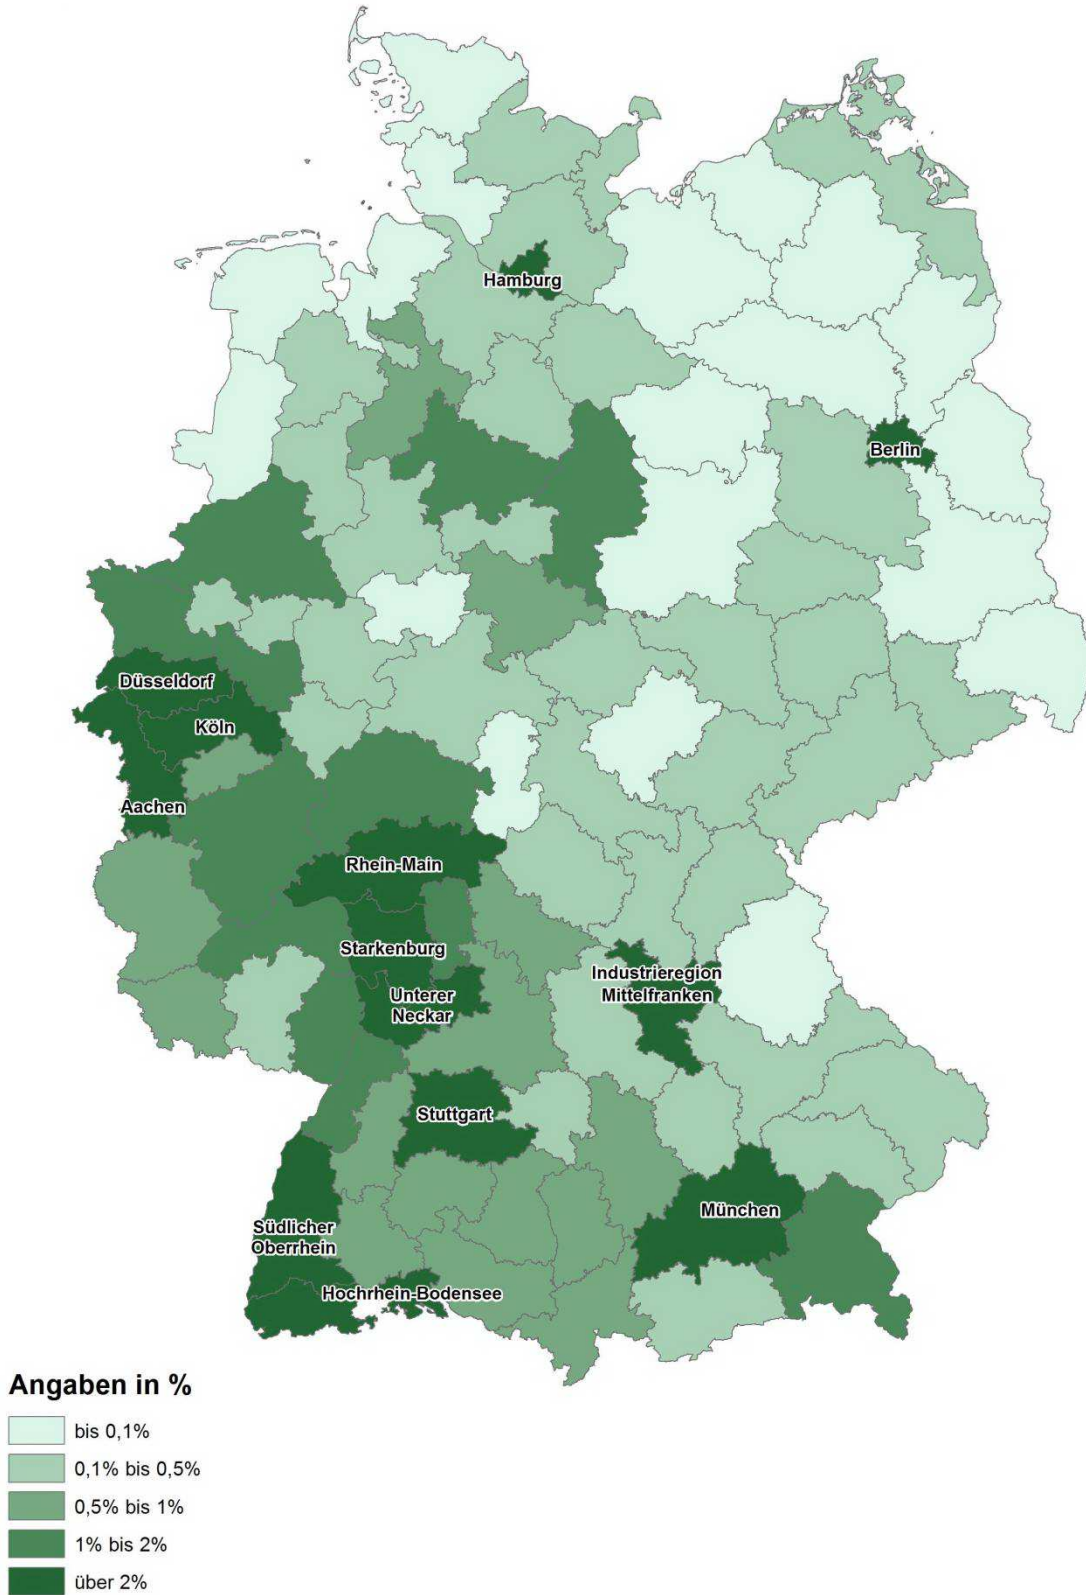 Hamburg
Berlin
Düsseldorf
Köln
Aachen
Rhein-Main
Starkenburg
Industrieregion
Mittelfranken
Unterer
Neckar
Stuttgart
München
Südlicher
Oberrhein
Hochrhein-Bodensee
Angaben in %
bis 0,1%
0,1% bis 0,5%
0,5% bis 1%
1% bis 2%
über 2%